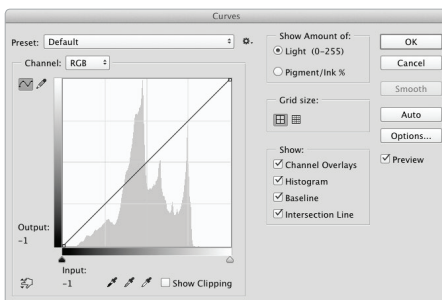 Curves
Preset: Default
Channel: RGB
Output:
-1
Input:
-1
Show Clipping
Show Amount of:
Light (0-255)
Pigment/Ink %
Grid size:
Show:
Channel Overlays
Histogram
Baseline
Intersection Line
OK
Cancel
Smooth
Auto
Options...
Preview